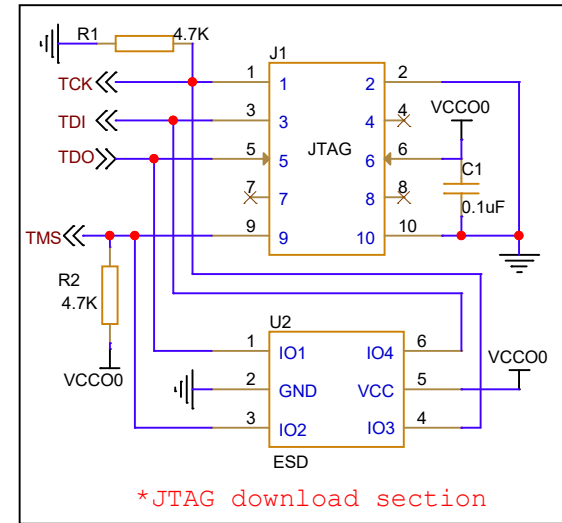 R1 4.7K
J1
TCK 1 1 2 2
VCCO0
TDI 3 3 4 4
TDO 5 5 JTAG 6 6
C1
7 7 8 8
0.1uF
TMS 9 9 10 10
R2
4.7K
U2
1 IO1 IO4 6
VCCO0 2 GND VCC 5 VCCO0
3 IO2 IO3 4
ESD
*JTAG download section